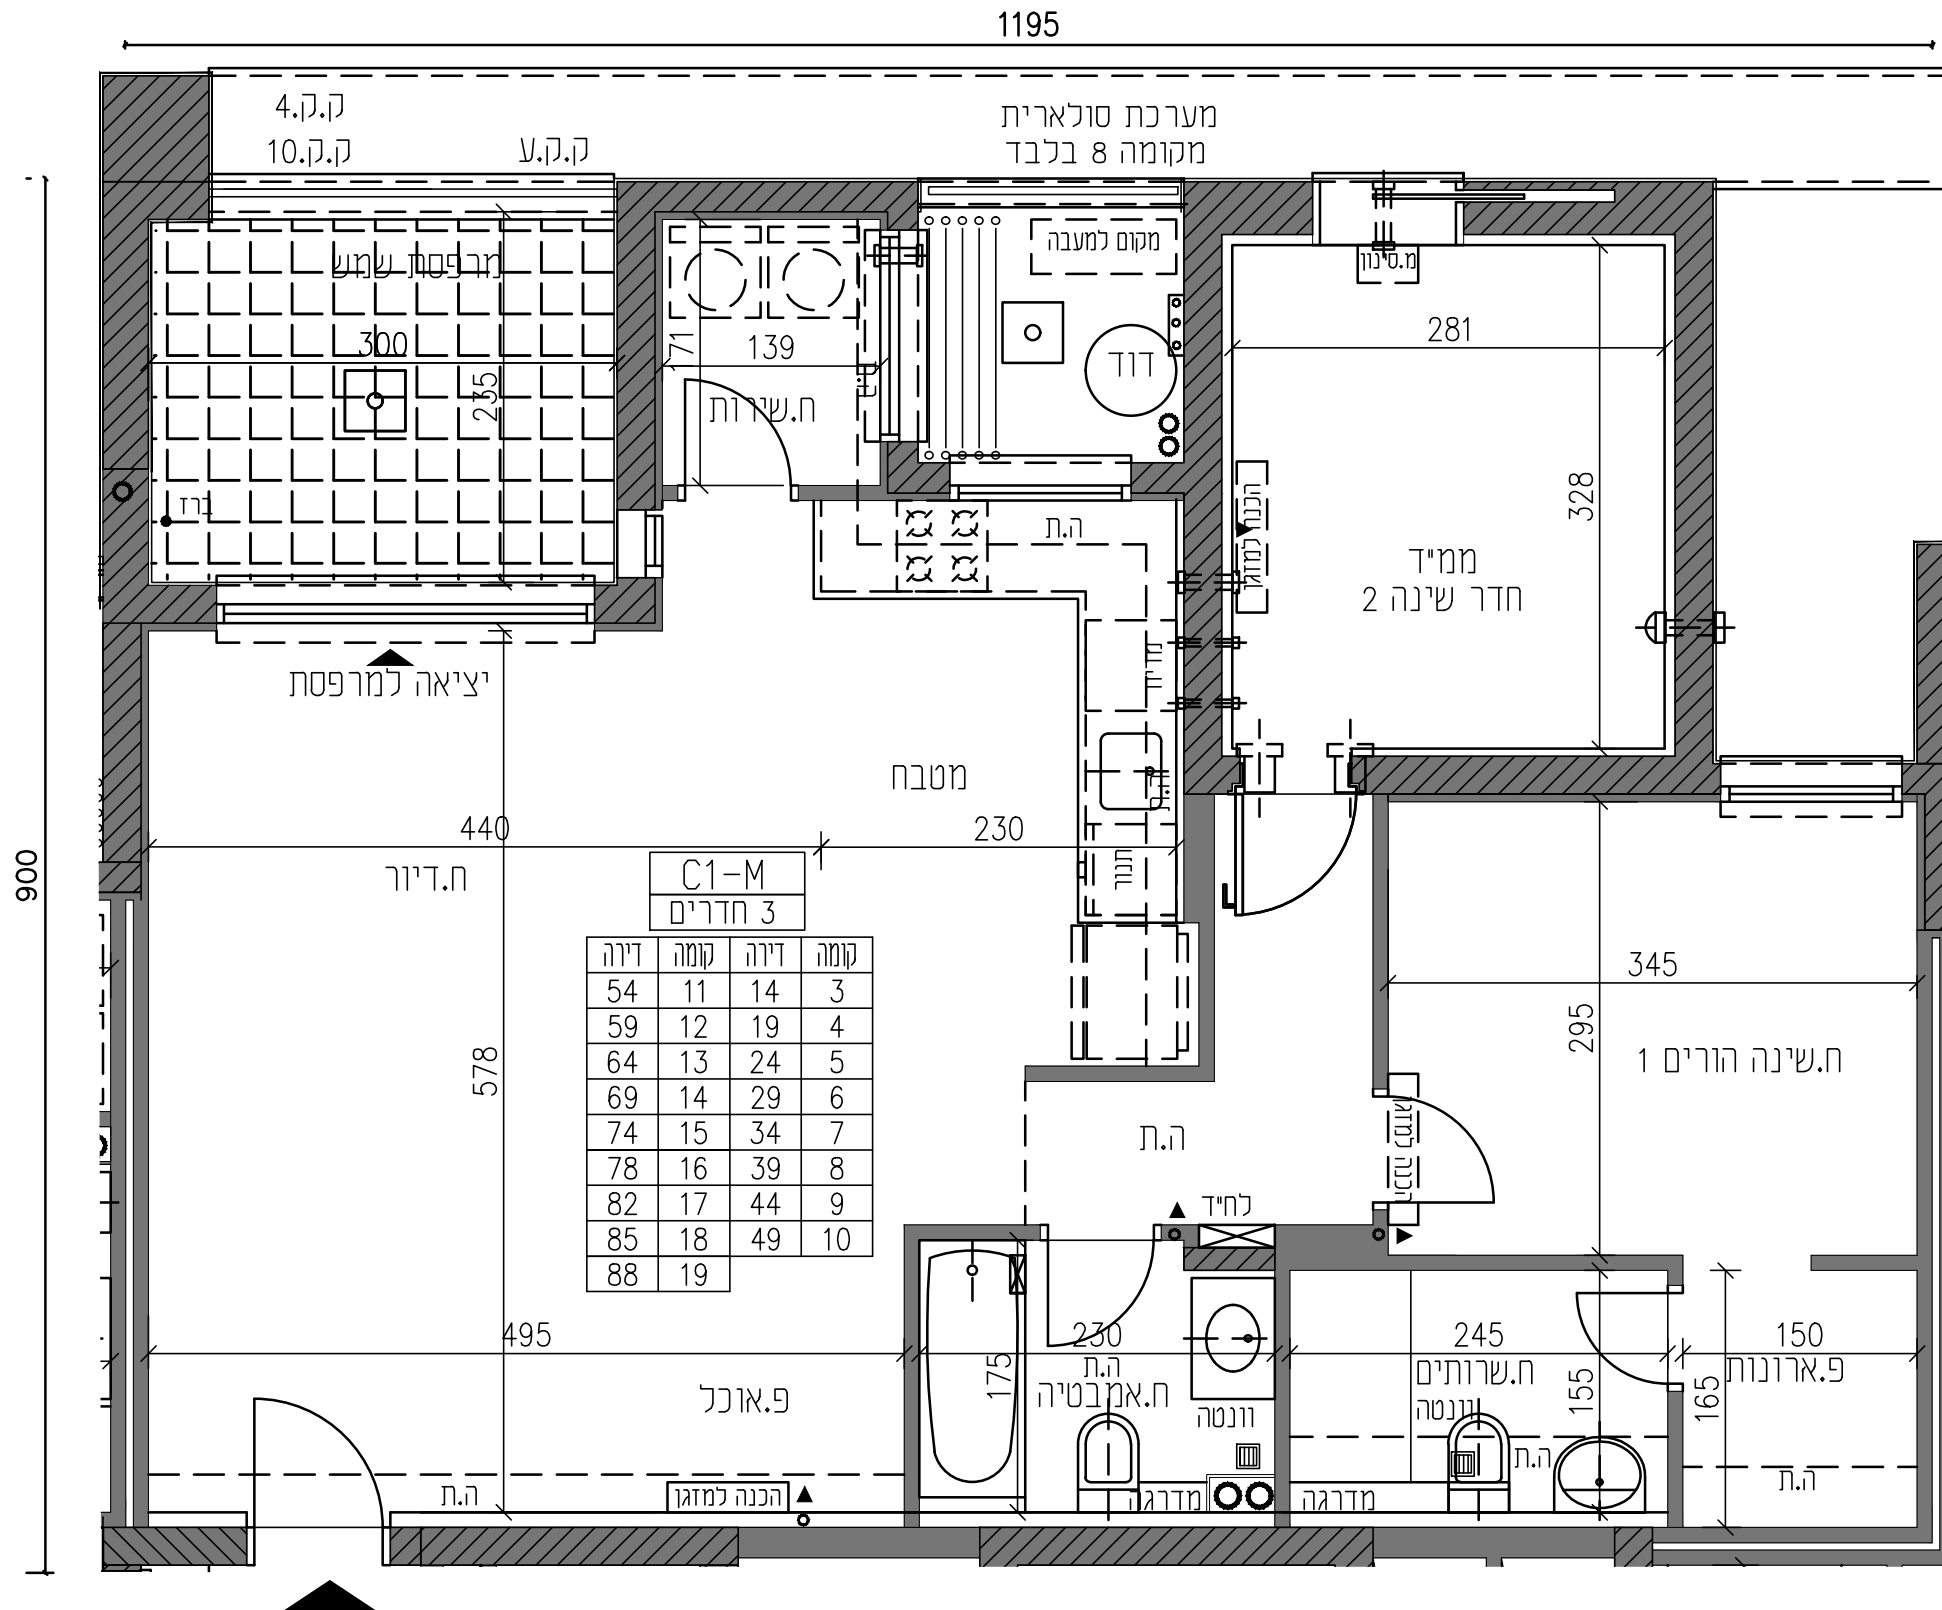 1195
ק.ק.4
ק.ק.10
ק.ק.ע
מערכת סולארית
מקומה 8 בלבד
מרפסת שמש
300
235
ברז
71
139
ח.שירות
מקום למעבה
דוד
מ.סינון
281
328
הכנה למזגן
ממ"ד
חדר שינה 2
ה.ת
מדיח
ה.ת
תנור
יציאה למרפסת
מטבח
900
440
230
ח.דיור
C1-M
3 חדרים
קומה דירה קומה דירה
3 14 11 54
4 19 12 59
5 24 13 64
6 29 14 69
7 34 15 74
8 39 16 78
9 44 17 82
10 49 18 85
19 88
578
345
295
ח.שינה הורים 1
הכנה למזגן
ה.ת
לח"ד
495
230
245
150
175
ה.ת
ח.אמבטיה
וונטה
ח.שרותים
וונטה
155
165
פ.ארונות
פ.אוכל
ה.ת
הכנה למזגן
מדרגה
מדרגה
ה.ת
ה.ת